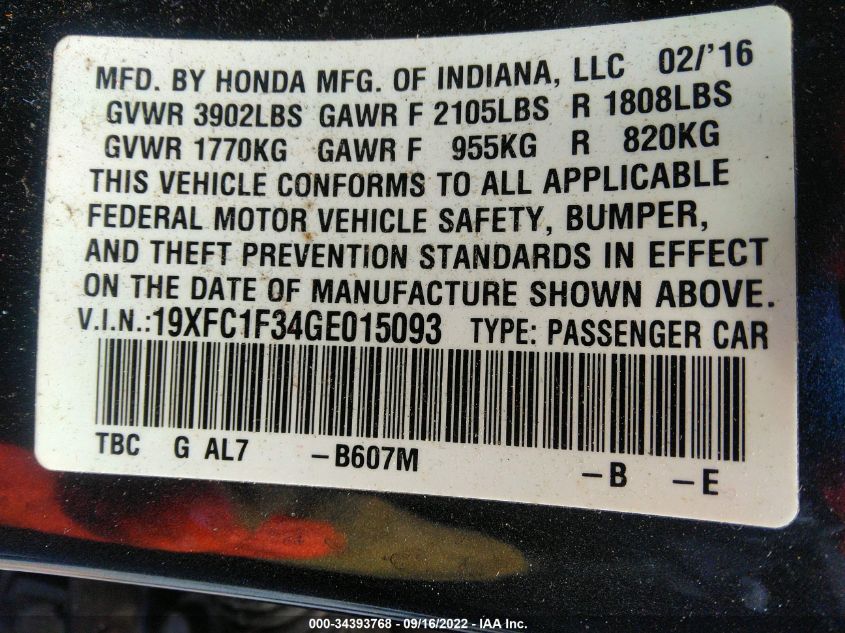 MFD. BY HONDA MFG. OF INDIANA, LLC 02/'16
GVWR 3902LBS GAWR F 2105LBS R 1808LBS
GVWR 1770KG GAWR F 955KG R 820KG
THIS VEHICLE CONFORMS TO ALL APPLICABLE
FEDERAL MOTOR VEHICLE SAFETY, BUMPER,
AND THEFT PREVENTION STANDARDS IN EFFECT
ON THE DATE OF MANUFACTURE SHOWN ABOVE.
V.I.N.:19XFC1F34GE015093 TYPE: PASSENGER CAR
TBC G AL7 -B607M -B -E
000-34393768 - 09/16/2022 - IAA Inc.